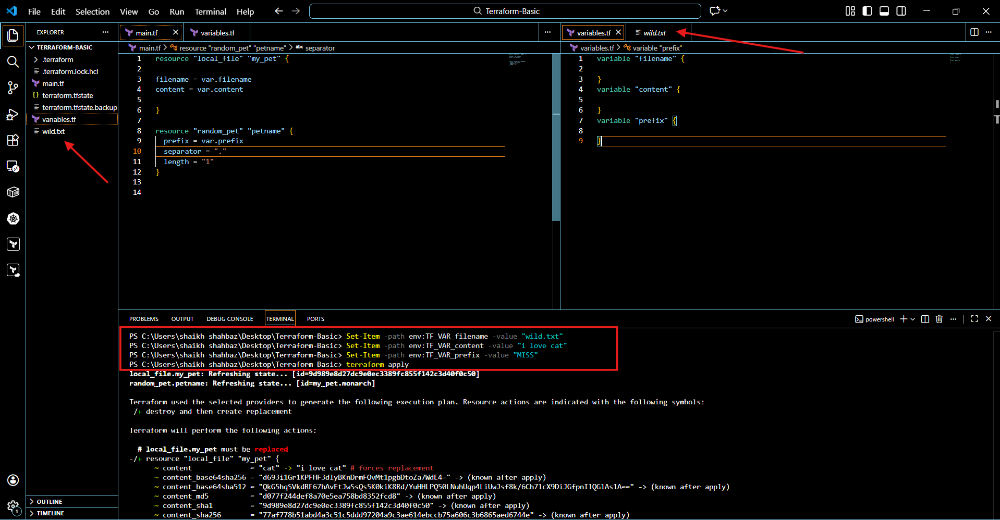 File Edit Selection View Go Run Terminal Help
Terraform-Basic
EXPLORER
TERRAFORM-BASIC
.terraform
.terraform.lock.hcl
main.tf
terraform.tfstate
terraform.tfstate.backup
variables.tf
wild.txt
OUTLINE
TIMELINE
1
main.tf variables.tf
main.tf > resource "random_pet" "petname" > abc separator
1 resource "local_file" "my_pet" {
2
3 filename = var.filename
4 content = var.content
5
6 }
7
8 resource "random_pet" "petname" {
9 prefix = var.prefix
10 separator = "."
11 length = "1"
12 }
13
14
variables.tf wild.txt
variables.tf > variable "prefix"
1 variable "filename" {
2
3 }
4 variable "content" {
5
6 }
7 variable "prefix" {
8
9 }
PROBLEMS OUTPUT DEBUG CONSOLE TERMINAL PORTS
powershell
PS C:\Users\shaikh shahbaz\Desktop\Terraform-Basic> Set-Item -path env:TF_VAR_filename -value "wild.txt"
PS C:\Users\shaikh shahbaz\Desktop\Terraform-Basic> Set-Item -path env:TF_VAR_content -value "i love cat"
PS C:\Users\shaikh shahbaz\Desktop\Terraform-Basic> Set-Item -path env:TF_VAR_prefix -value "MISS"
PS C:\Users\shaikh shahbaz\Desktop\Terraform-Basic> terraform apply
local_file.my_pet: Refreshing state... [id=9d989e8d27dc9e0ec3389fc855f142c3d40f0c50]
random_pet.petname: Refreshing state... [id=my_pet.monarch]
Terraform used the selected providers to generate the following execution plan. Resource actions are indicated with the following symbols:
-/+ destroy and then create replacement
Terraform will perform the following actions:
# local_file.my_pet must be replaced
-/+ resource "local_file" "my_pet" {
~ content = "cat" -> "i love cat" # forces replacement
~ content_base64sha256 = "d693i1Gr1KPFHF3dlyBKnDrmFOvMt1pgbDtoZa7WdE4=" -> (known after apply)
~ content_base64sha512 = "QkG5hqSVkdRF67hAvEtJwSsQs5K0kiK8Rd/YuHHLPQ50LNuhUqp4LiUwJsf8k/6Ch7lcX9DiJGfpnIlQGlAs1A==" -> (known after apply)
~ content_md5 = "d077f244def8a70e5ea758bd8352fcd8" -> (known after apply)
~ content_sha1 = "9d989e8d27dc9e0ec3389fc855f142c3d40f0c50" -> (known after apply)
~ content_sha256 = "77af778b51abd4a3c51c5ddd97204a9c3ae614ebccb75a606c3b6865aed6744e" -> (known after apply)